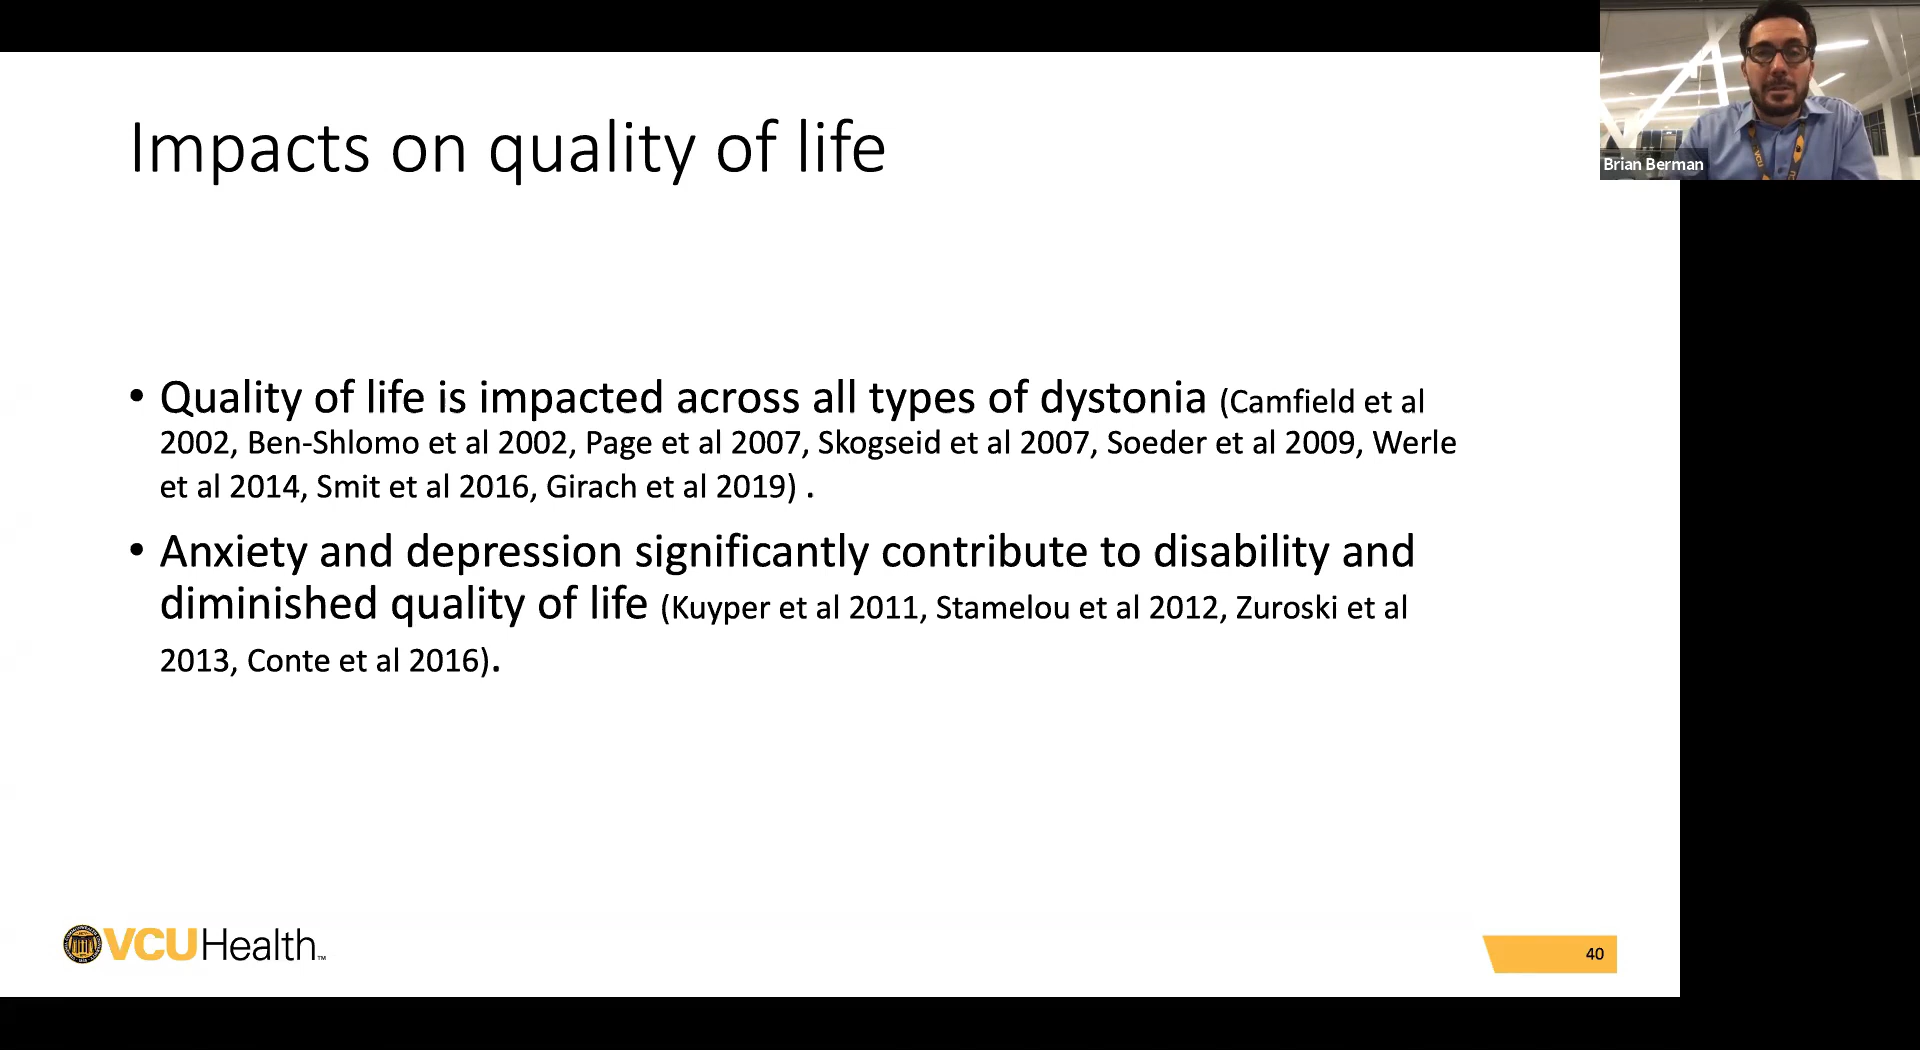 Brian Berman
VCU
Impacts on quality of life
• Quality of life is impacted across all types of dystonia (Camfield et al
2002, Ben-Shlomo et al 2002, Page et al 2007, Skogseid et al 2007, Soeder et al 2009, Werle
et al 2014, Smit et al 2016, Girach et al 2019) .
• Anxiety and depression significantly contribute to disability and
diminished quality of life (Kuyper et al 2011, Stamelou et al 2012, Zuroski et al
2013, Conte et al 2016).
VCUHealth™
40